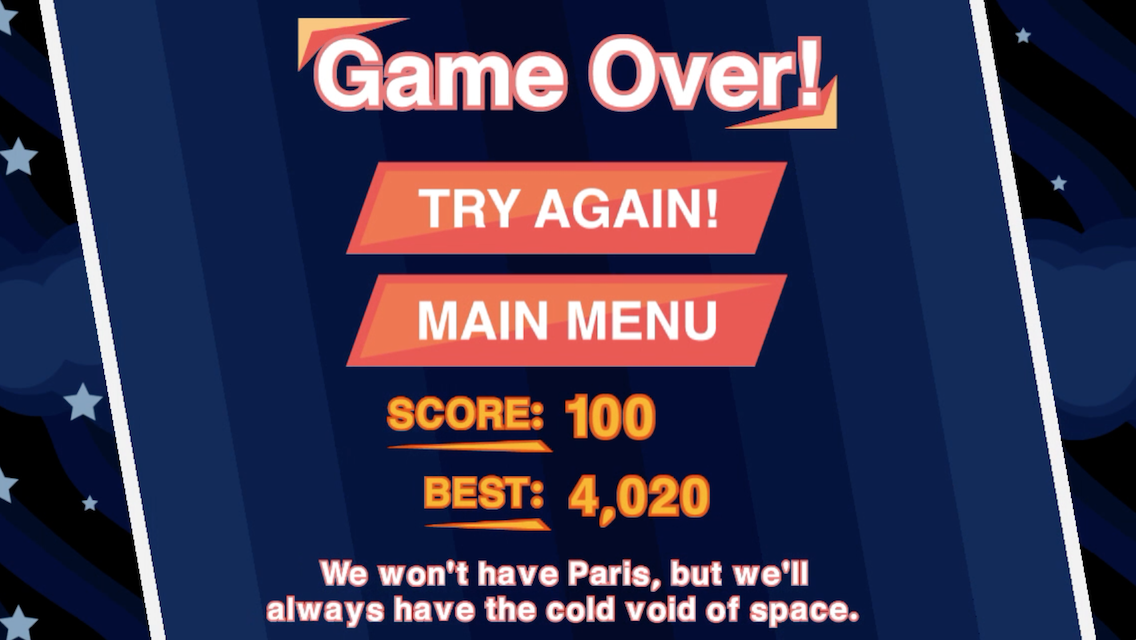 Game Over!
TRY AGAIN!
MAIN MENU
SCORE: 100
BEST: 4,020
We won't have Paris, but we'll
always have the cold void of space.